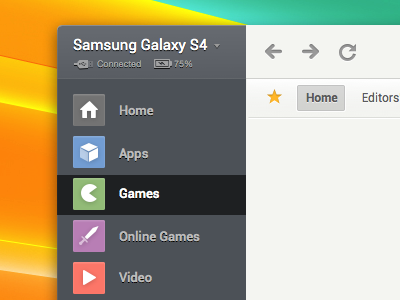 Samsung Galaxy S4
Connected 75%
Home
Apps
Games
Online Games
Video
Home Editors